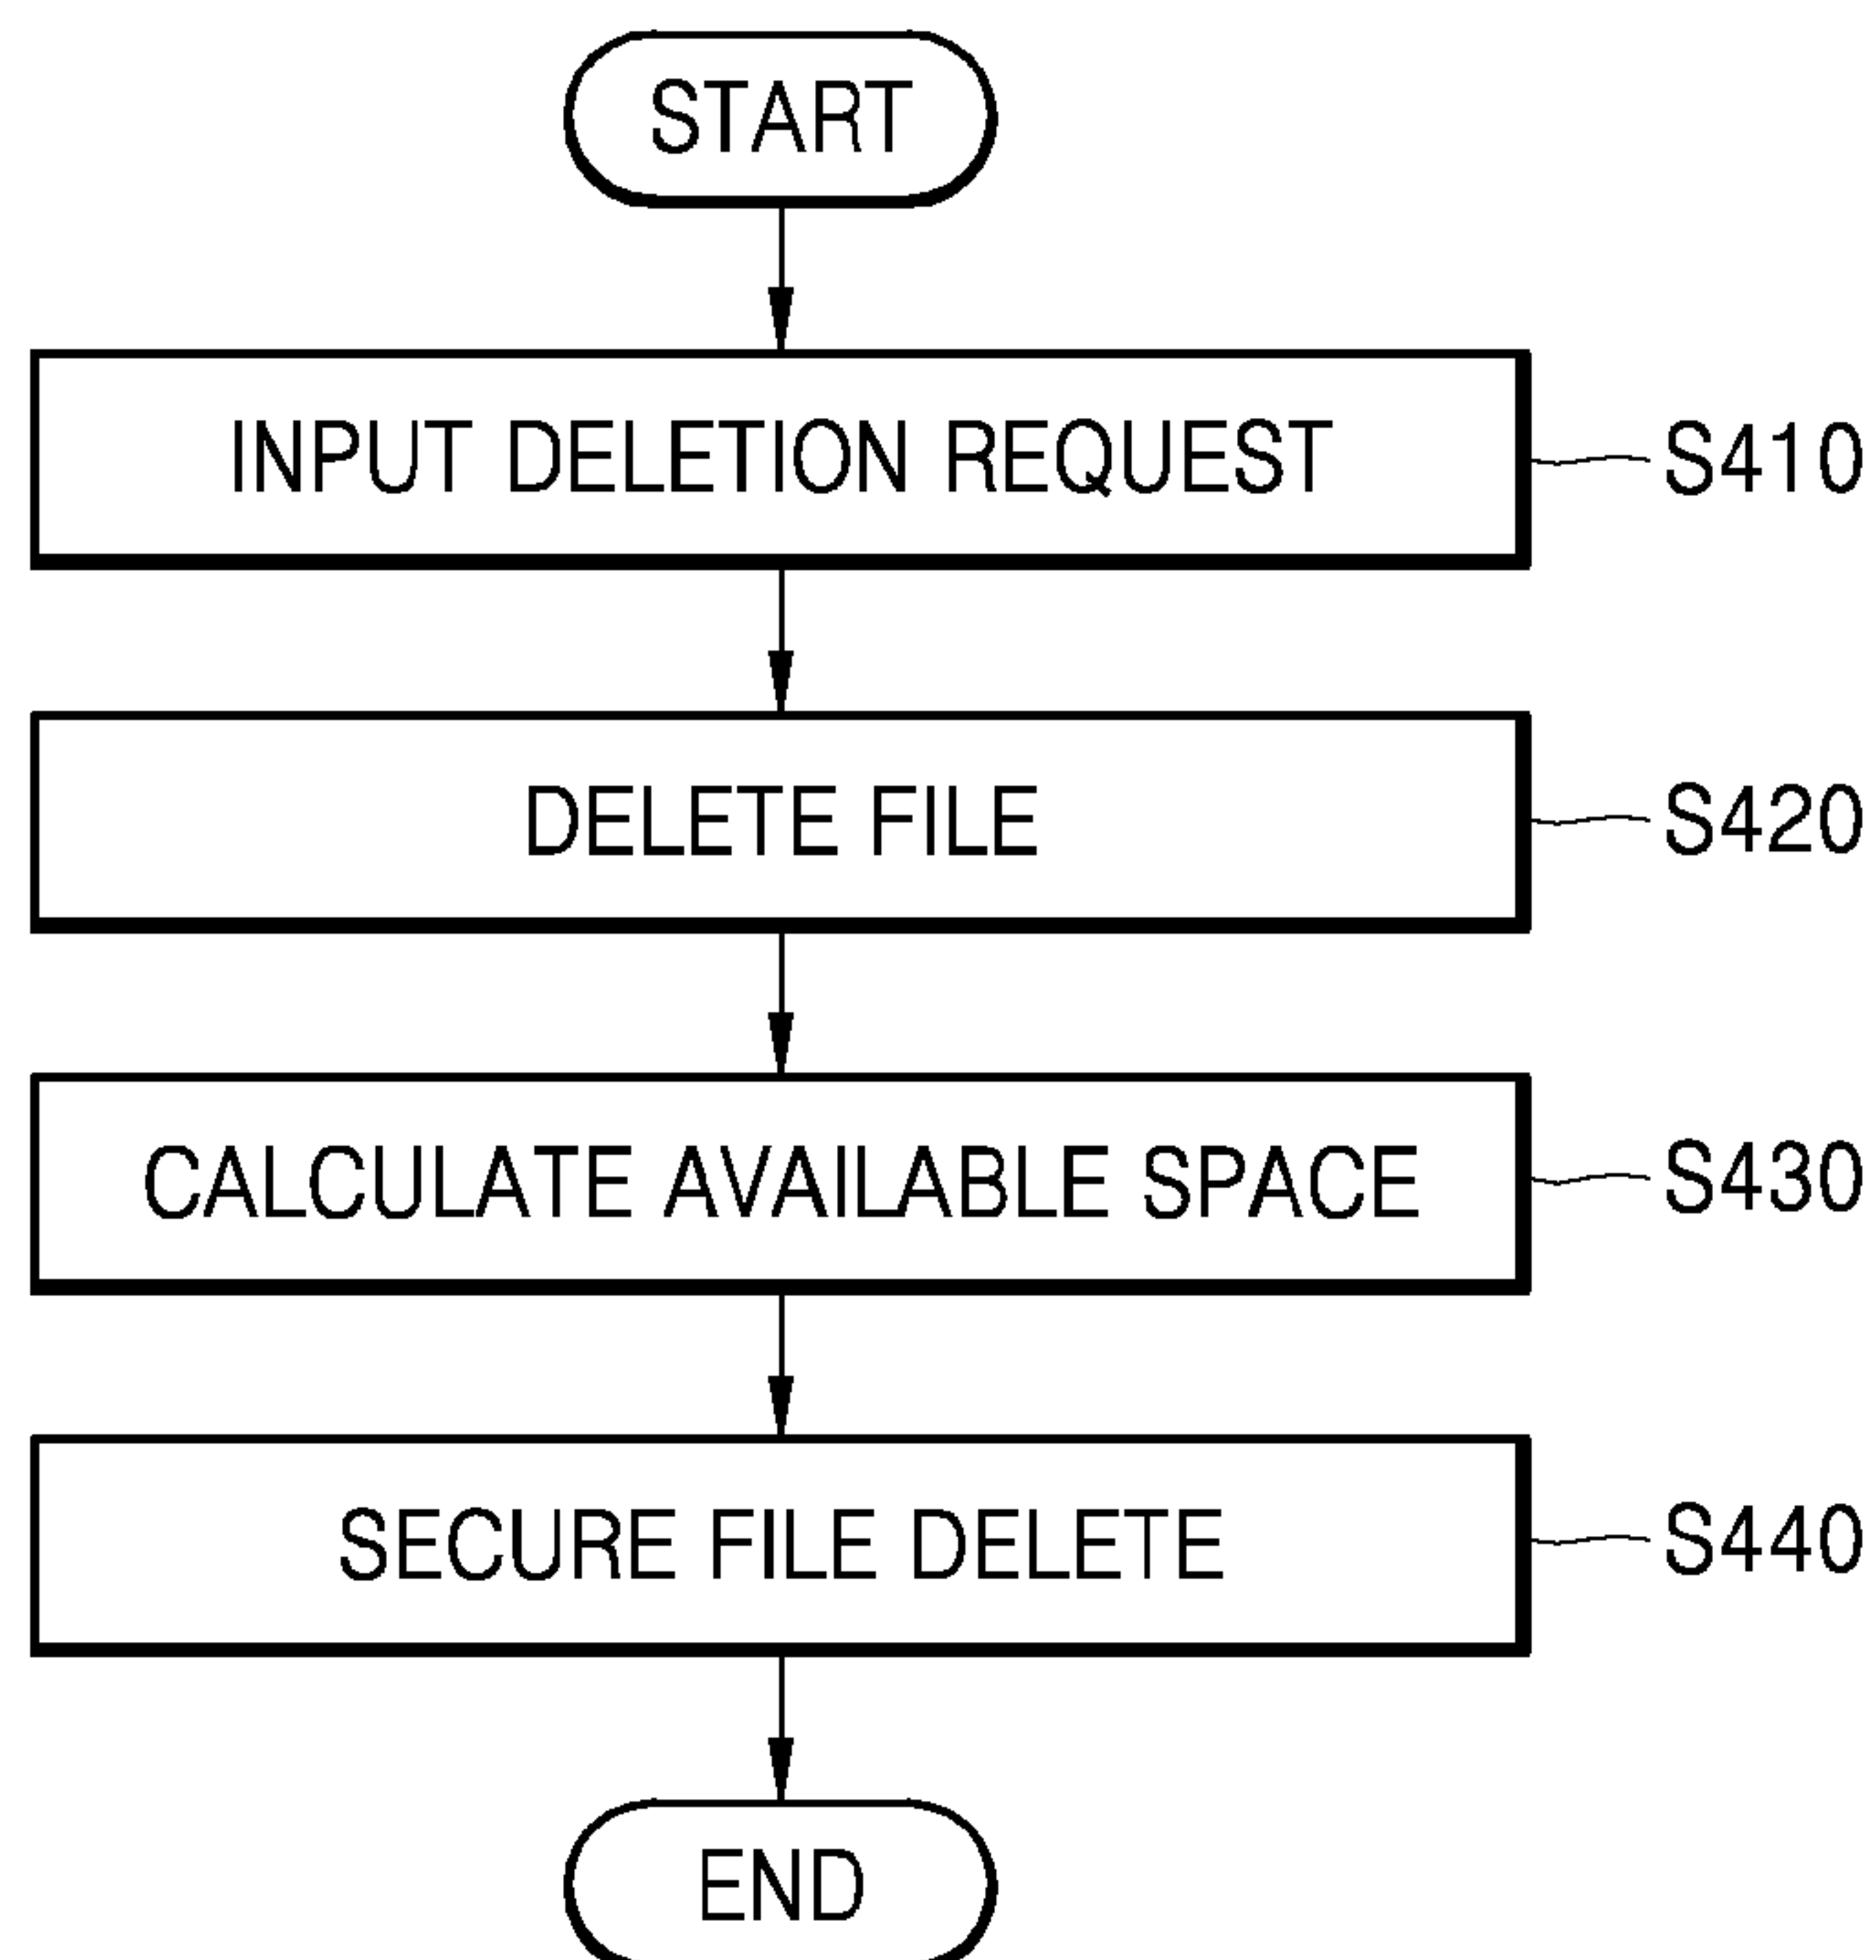 START
INPUT DELETION REQUEST
S410
DELETE FILE
S420
CALCULATE AVAILABLE SPACE
S430
SECURE FILE DELETE
S440
END